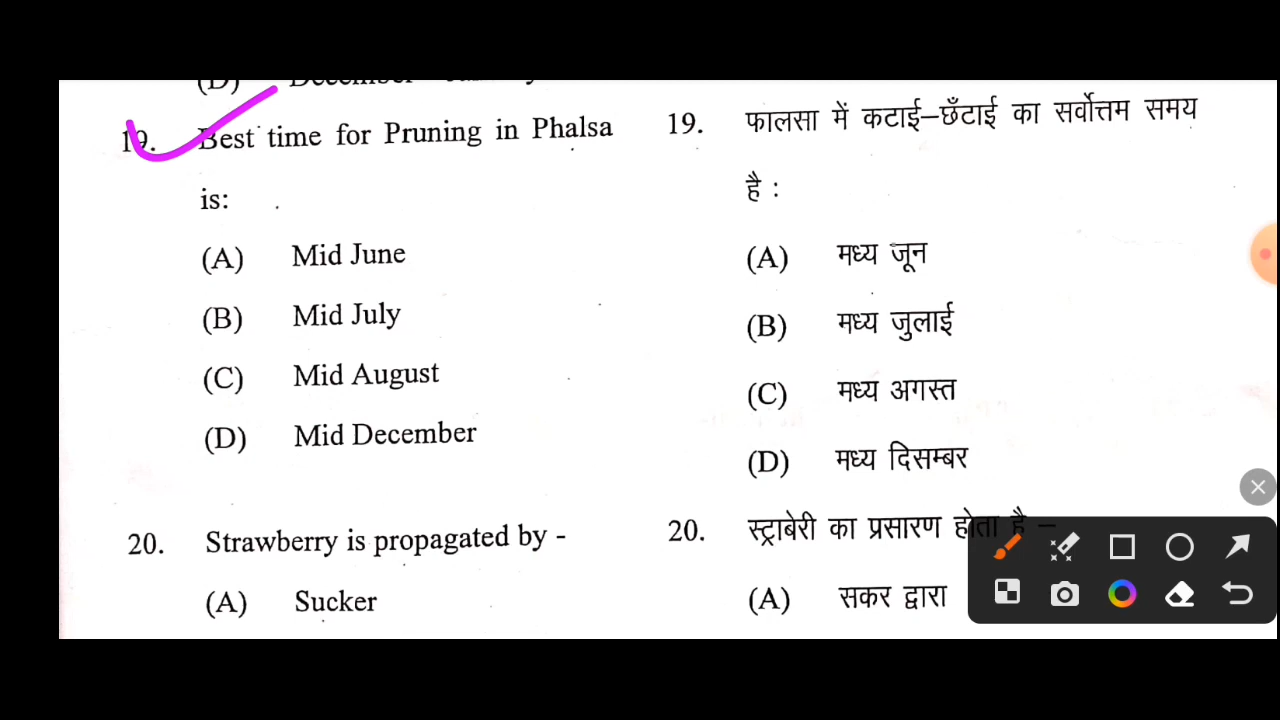 (D) December
19. Best time for Pruning in Phalsa
is:
(A) Mid June
(B) Mid July
(C) Mid August
(D) Mid December
20. Strawberry is propagated by -
(A) Sucker
19. फालसा में कटाई–छँटाई का सर्वोत्तम समय
है :
(A) मध्य जून
(B) मध्य जुलाई
(C) मध्य अगस्त
(D) मध्य दिसम्बर
20. स्ट्राबेरी का प्रसारण होता है –
(A) सकर द्वारा